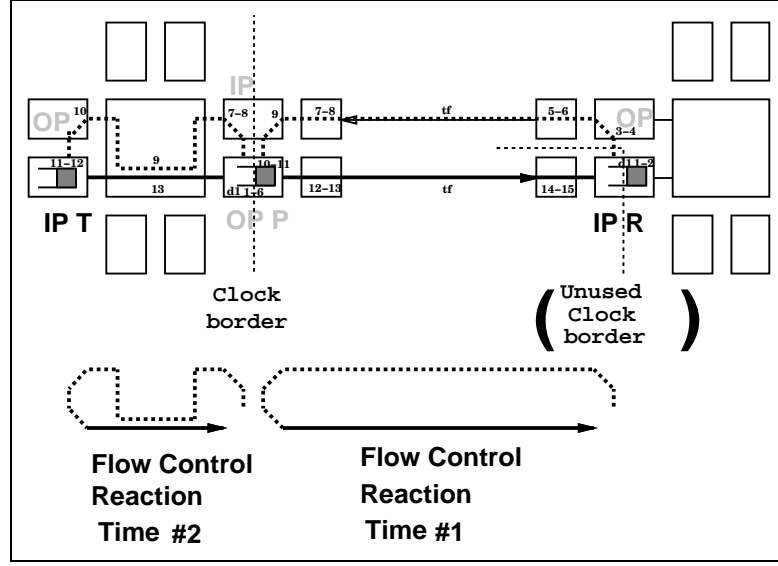 IP
10
OP
7-8
9
7-8
tf
5-6
OP
3-4
11-12
9
10-11
d1 1-2
13
d1 1-6
12-13
tf
14-15
IP T
OP P
IP R
Clock
border
( Unused
Clock
border )
Flow Control
Reaction
Time #2
Flow Control
Reaction
Time #1